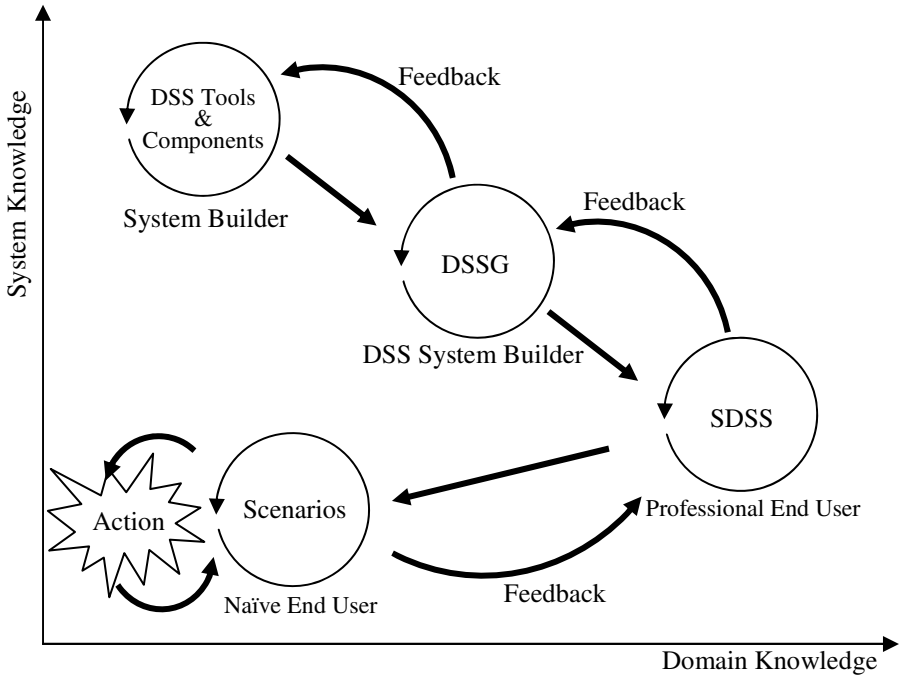 System Knowledge
DSS Tools
&
Components
System Builder
Feedback
DSSG
DSS System Builder
Feedback
SDSS
Professional End User
Action
Scenarios
Naïve End User
Feedback
Domain Knowledge